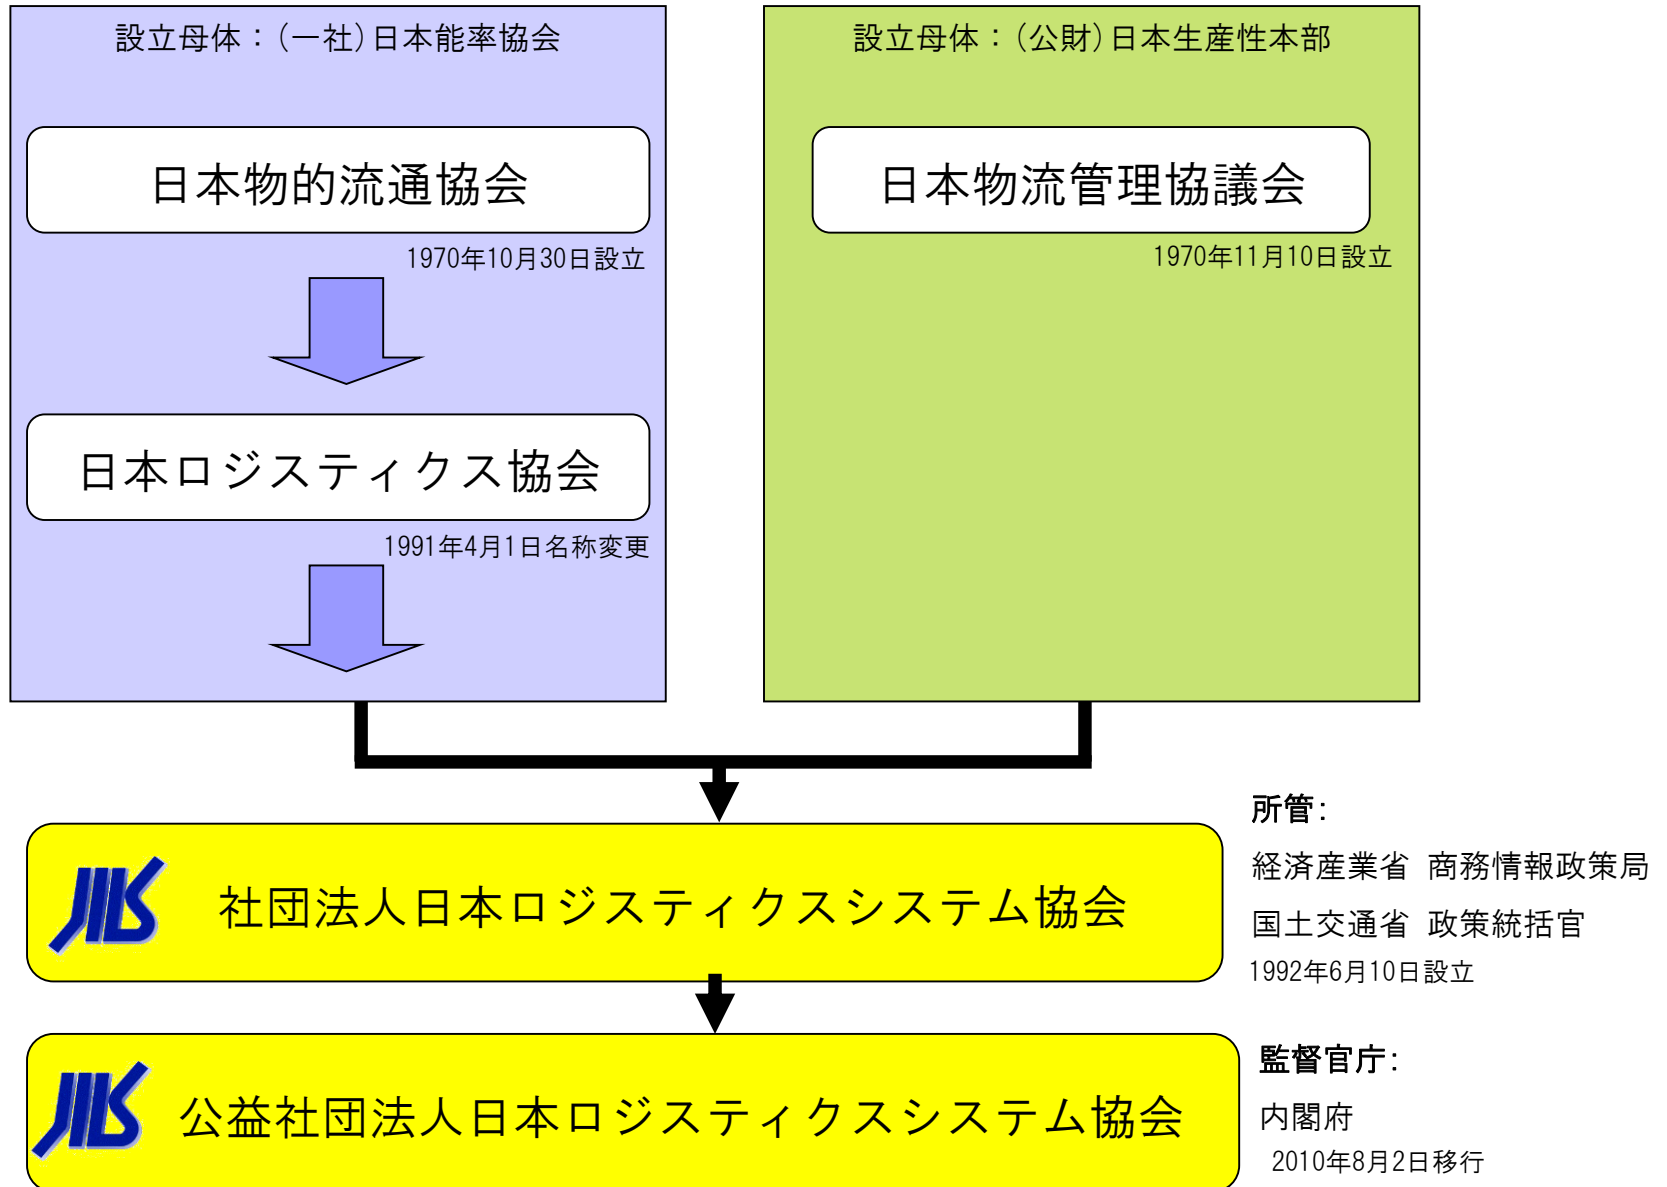 設立母体：(一社)日本能率協会
日本物的流通協会
1970年10月30日設立
日本ロジスティクス協会
1991年4月1日名称変更
設立母体：(公財)日本生産性本部
日本物流管理協議会
1970年11月10日設立
JILS 社団法人日本ロジスティクスシステム協会
所管:
経済産業省 商務情報政策局
国土交通省 政策統括官
1992年6月10日設立
JILS 公益社団法人日本ロジスティクスシステム協会
監督官庁:
内閣府
2010年8月2日移行